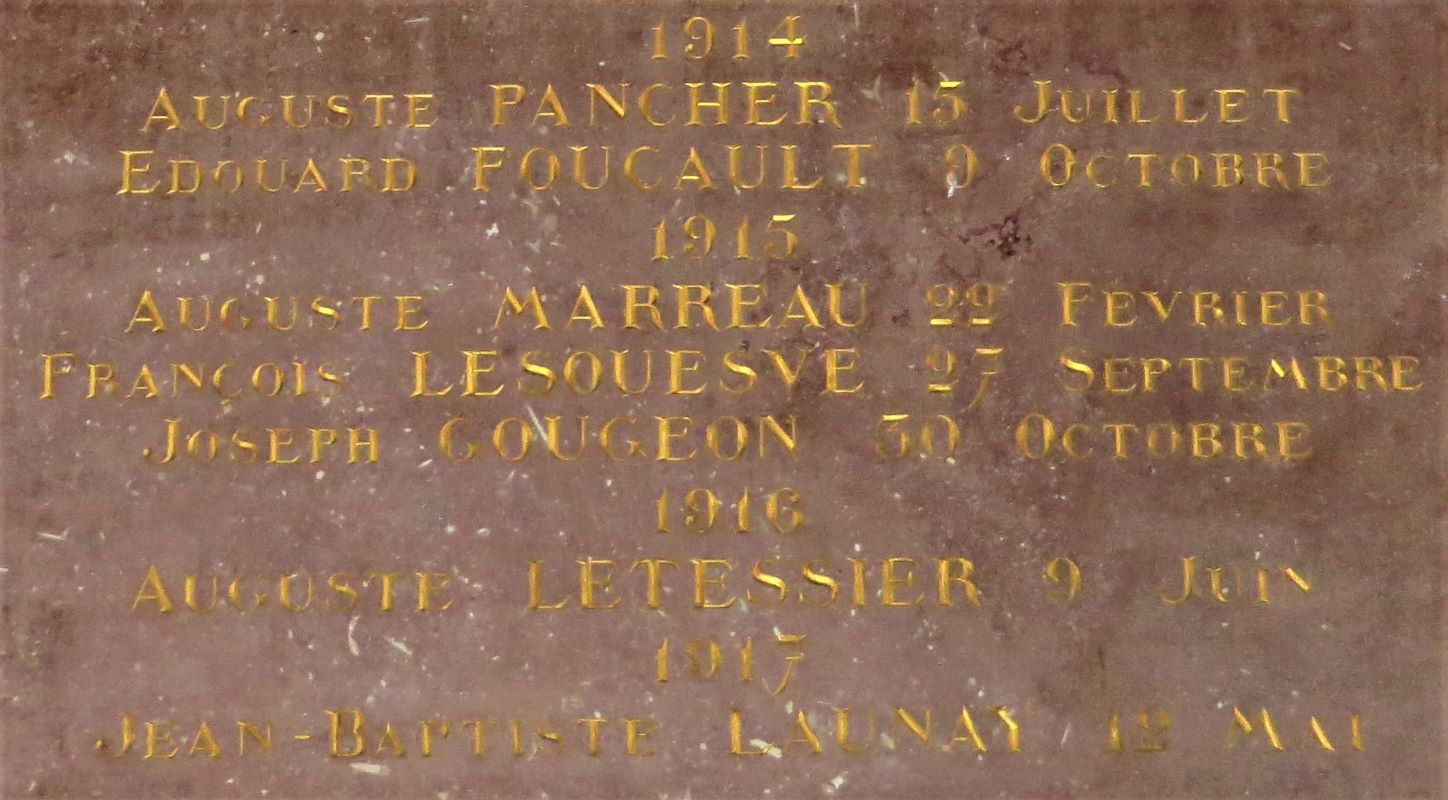 1914
AUGUSTE PANCHER 15 JUILLET
EDOUARD FOUCAULT 9 OCTOBRE
1915
AUGUSTE MARREAU 22 FEVRIER
FRANÇOIS LESOUESVE 27 SEPTEMBRE
JOSEPH GOUGEON 30 OCTOBRE
1916
AUGUSTE LETESSIER 9 JUIN
1917
JEAN-BAPTISTE LAUNAY 12 MAI